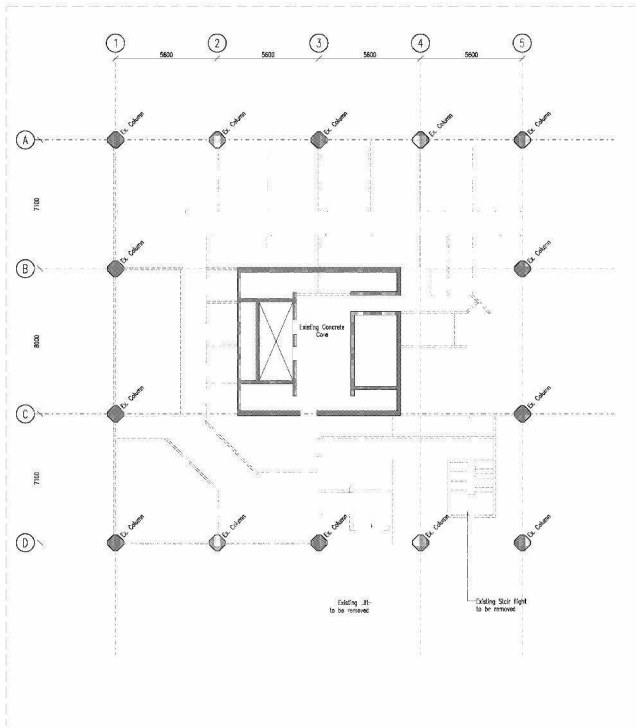 1 2 3 4 5
5600 5600 5600 5600
A
Ex. Column
Ex. Column
Ex. Column
Ex. Column
Ex. Column
7100
B
Ex. Column
Ex. Column
8000
Existing Concrete
Core
C
Ex. Column
Ex. Column
7100
D
Ex. Column
Ex. Column
Ex. Column
Ex. Column
Ex. Column
Existing Lift
to be removed
Existing Stair flight
to be removed